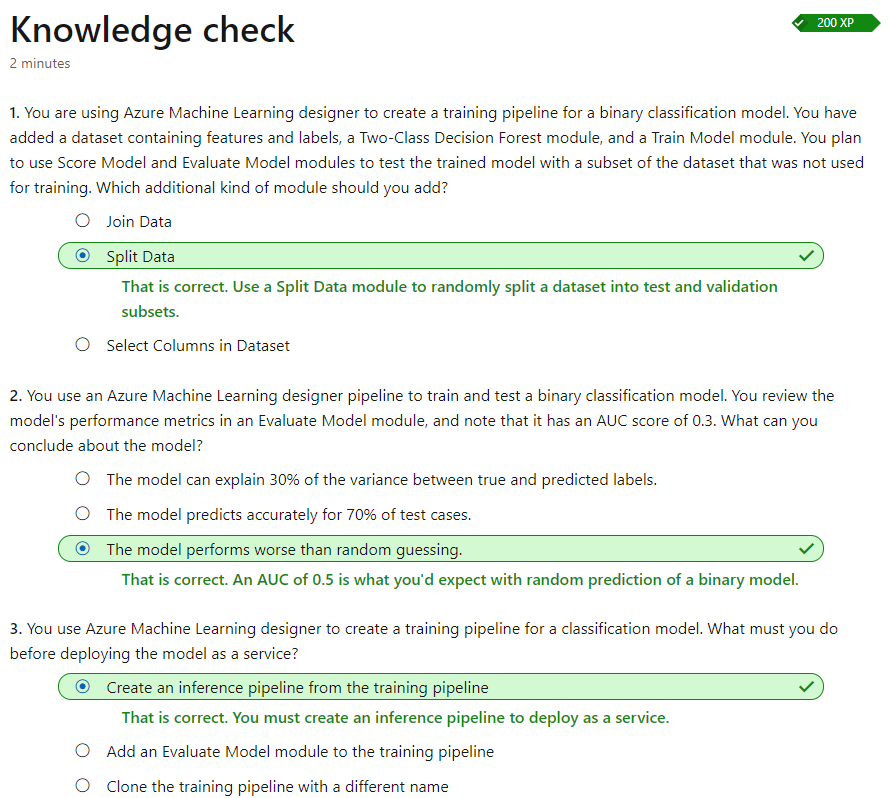 Knowledge check
200 XP
2 minutes
1. You are using Azure Machine Learning designer to create a training pipeline for a binary classification model. You have
added a dataset containing features and labels, a Two-Class Decision Forest module, and a Train Model module. You plan
to use Score Model and Evaluate Model modules to test the trained model with a subset of the dataset that was not used
for training. Which additional kind of module should you add?
Join Data
Split Data
That is correct. Use a Split Data module to randomly split a dataset into test and validation
subsets.
Select Columns in Dataset
2. You use an Azure Machine Learning designer pipeline to train and test a binary classification model. You review the
model's performance metrics in an Evaluate Model module, and note that it has an AUC score of 0.3. What can you
conclude about the model?
The model can explain 30% of the variance between true and predicted labels.
The model predicts accurately for 70% of test cases.
The model performs worse than random guessing.
That is correct. An AUC of 0.5 is what you'd expect with random prediction of a binary model.
3. You use Azure Machine Learning designer to create a training pipeline for a classification model. What must you do
before deploying the model as a service?
Create an inference pipeline from the training pipeline
That is correct. You must create an inference pipeline to deploy as a service.
Add an Evaluate Model module to the training pipeline
Clone the training pipeline with a different name